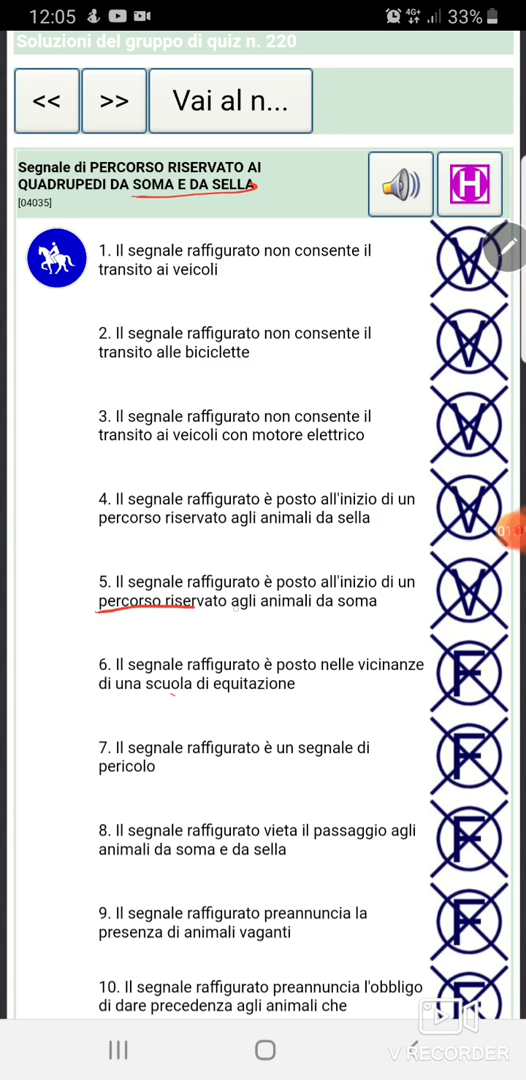 12:05
4G+
33%
Soluzioni del gruppo di quiz n. 220
<<
>>
Vai al n...
Segnale di PERCORSO RISERVATO AI
QUADRUPEDI DA SOMA E DA SELLA
[04035]
H
1. Il segnale raffigurato non consente il
transito ai veicoli
V
2. Il segnale raffigurato non consente il
transito alle biciclette
V
3. Il segnale raffigurato non consente il
transito ai veicoli con motore elettrico
V
4. Il segnale raffigurato è posto all'inizio di un
percorso riservato agli animali da sella
V
5. Il segnale raffigurato è posto all'inizio di un
percorso riservato agli animali da soma
V
6. Il segnale raffigurato è posto nelle vicinanze
di una scuola di equitazione
F
7. Il segnale raffigurato è un segnale di
pericolo
F
8. Il segnale raffigurato vieta il passaggio agli
animali da soma e da sella
F
9. Il segnale raffigurato preannuncia la
presenza di animali vaganti
F
10. Il segnale raffigurato preannuncia l'obbligo
di dare precedenza agli animali che
F
V RECORDER